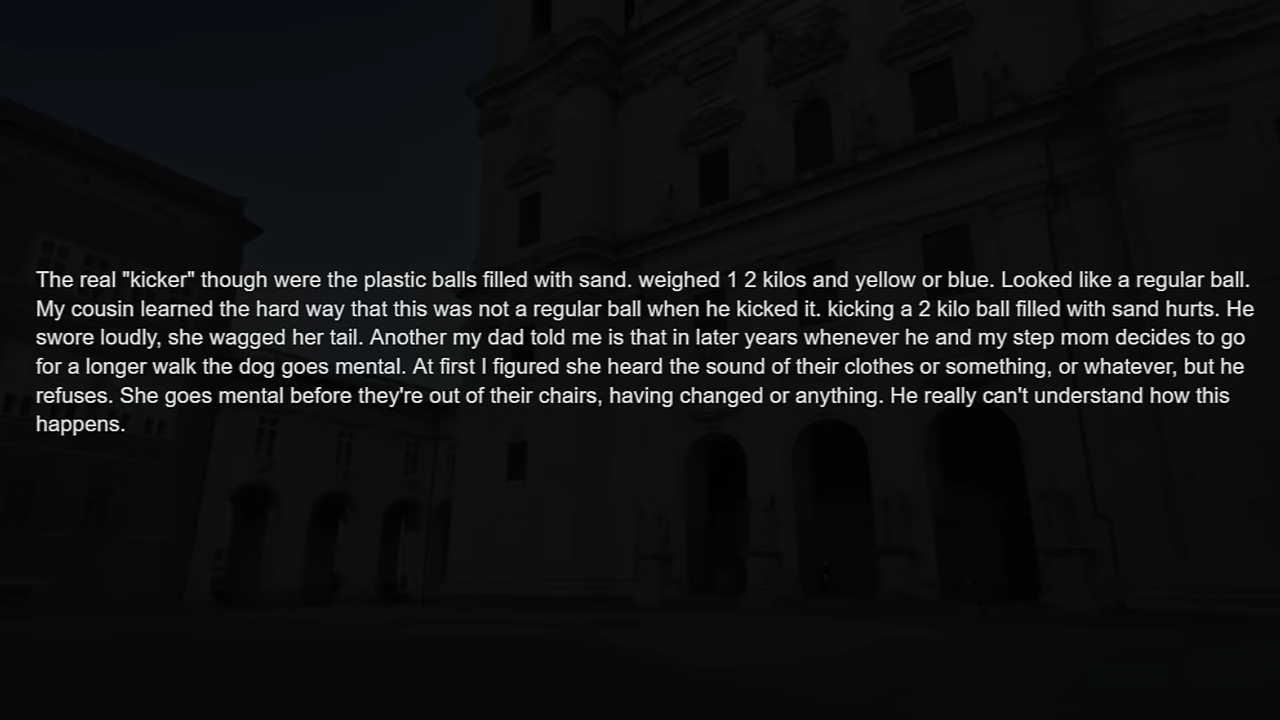 The real "kicker" though were the plastic balls filled with sand. weighed 1 2 kilos and yellow or blue. Looked like a regular ball.
My cousin learned the hard way that this was not a regular ball when he kicked it. kicking a 2 kilo ball filled with sand hurts. He
swore loudly, she wagged her tail. Another my dad told me is that in later years whenever he and my step mom decides to go
for a longer walk the dog goes mental. At first I figured she heard the sound of their clothes or something, or whatever, but he
refuses. She goes mental before they're out of their chairs, having changed or anything. He really can't understand how this
happens.